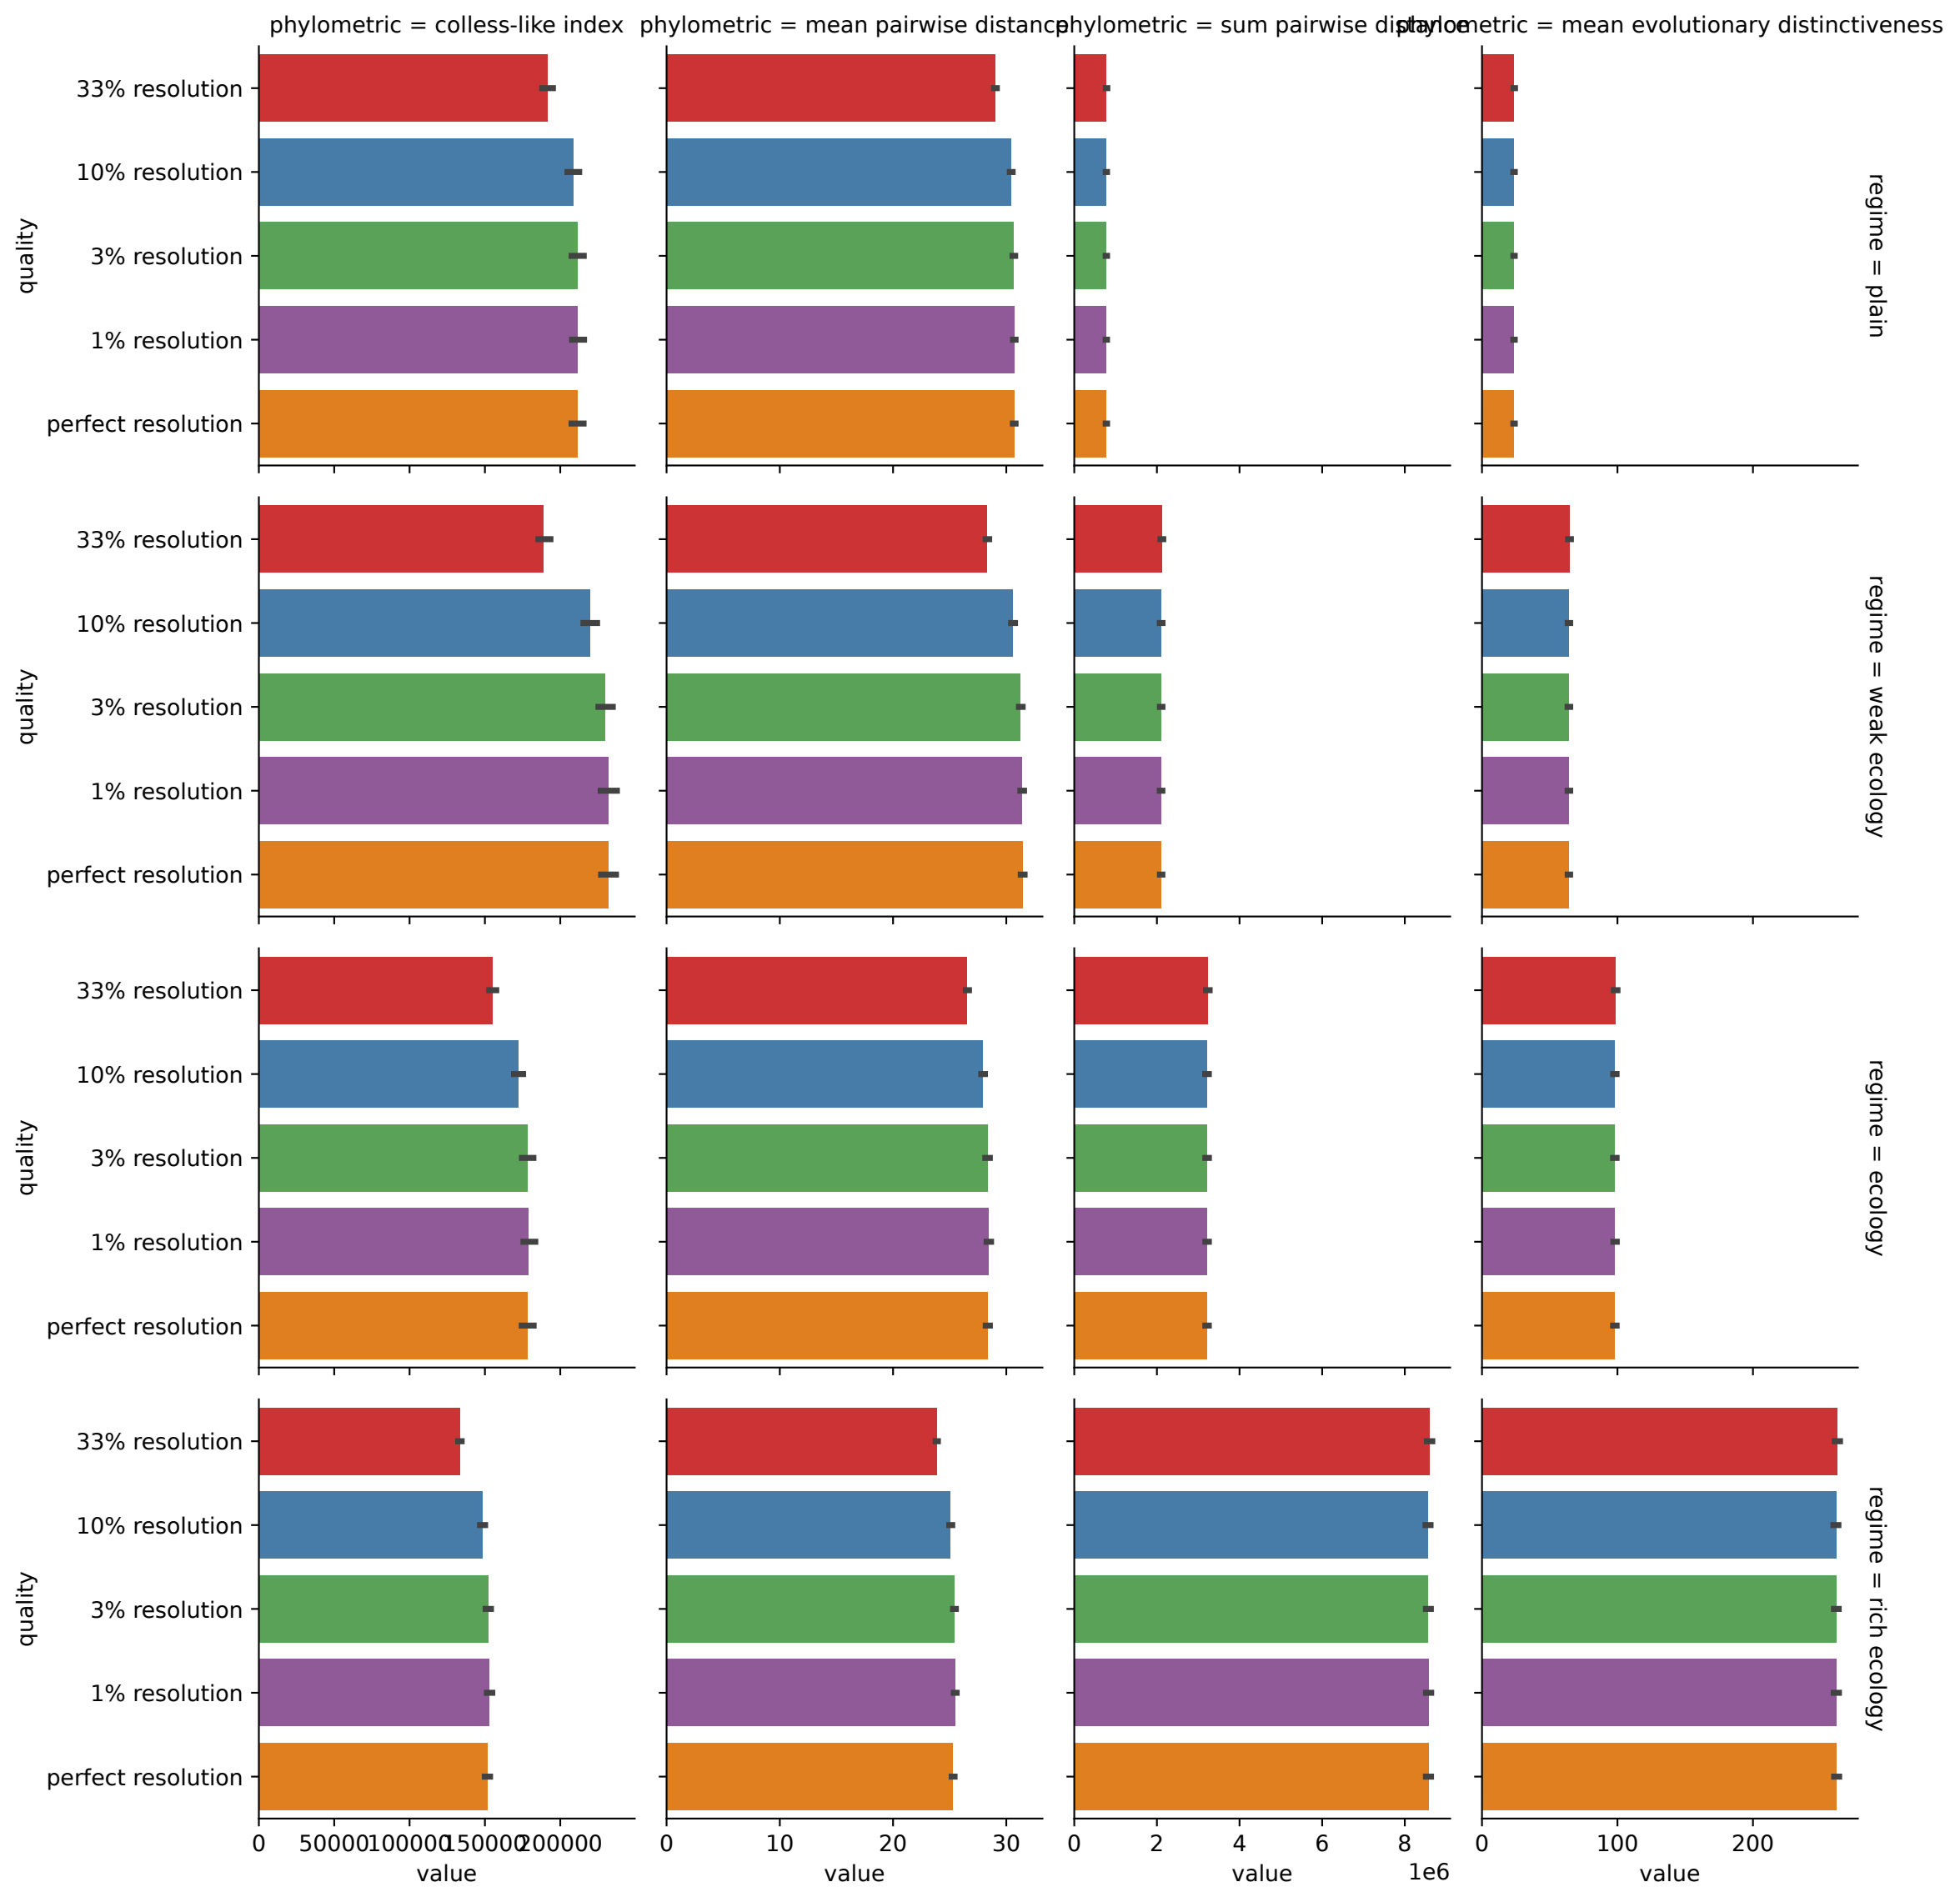 phylometric = colless-like index
phylometric = mean pairwise distance
phylometric = sum pairwise distance
phylometric = mean evolutionary distinctiveness
quality
33% resolution
10% resolution
3% resolution
1% resolution
perfect resolution
regime = plain
quality
33% resolution
10% resolution
3% resolution
1% resolution
perfect resolution
regime = weak ecology
quality
33% resolution
10% resolution
3% resolution
1% resolution
perfect resolution
regime = ecology
quality
33% resolution
10% resolution
3% resolution
1% resolution
perfect resolution
regime = rich ecology
0 50000 100000 150000 200000
value
0 10 20 30
value
0 2 4 6 8
1e6
value
0 100 200
value